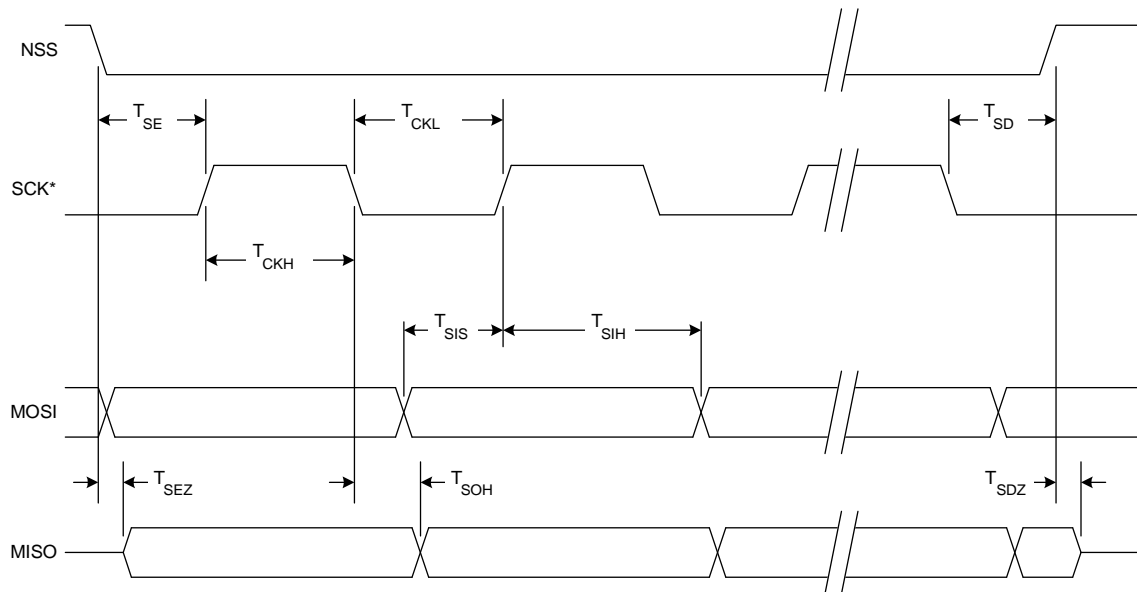 NSS
T_SE
T_CKL
T_SD
SCK*
T_CKH
T_SIS
T_SIH
MOSI
T_SEZ
T_SOH
T_SDZ
MISO